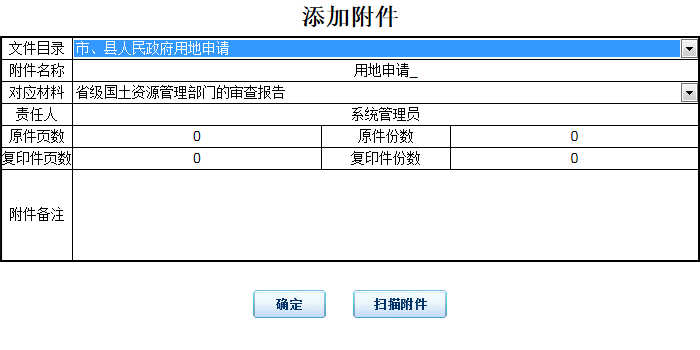 添加附件
文件目录 市、县人民政府用地申请
附件名称 用地申请_
对应材料 省级国土资源管理部门的审查报告
责任人 系统管理员
原件页数 0 原件份数 0
复印件页数 0 复印件份数 0
附件备注
确定 扫描附件